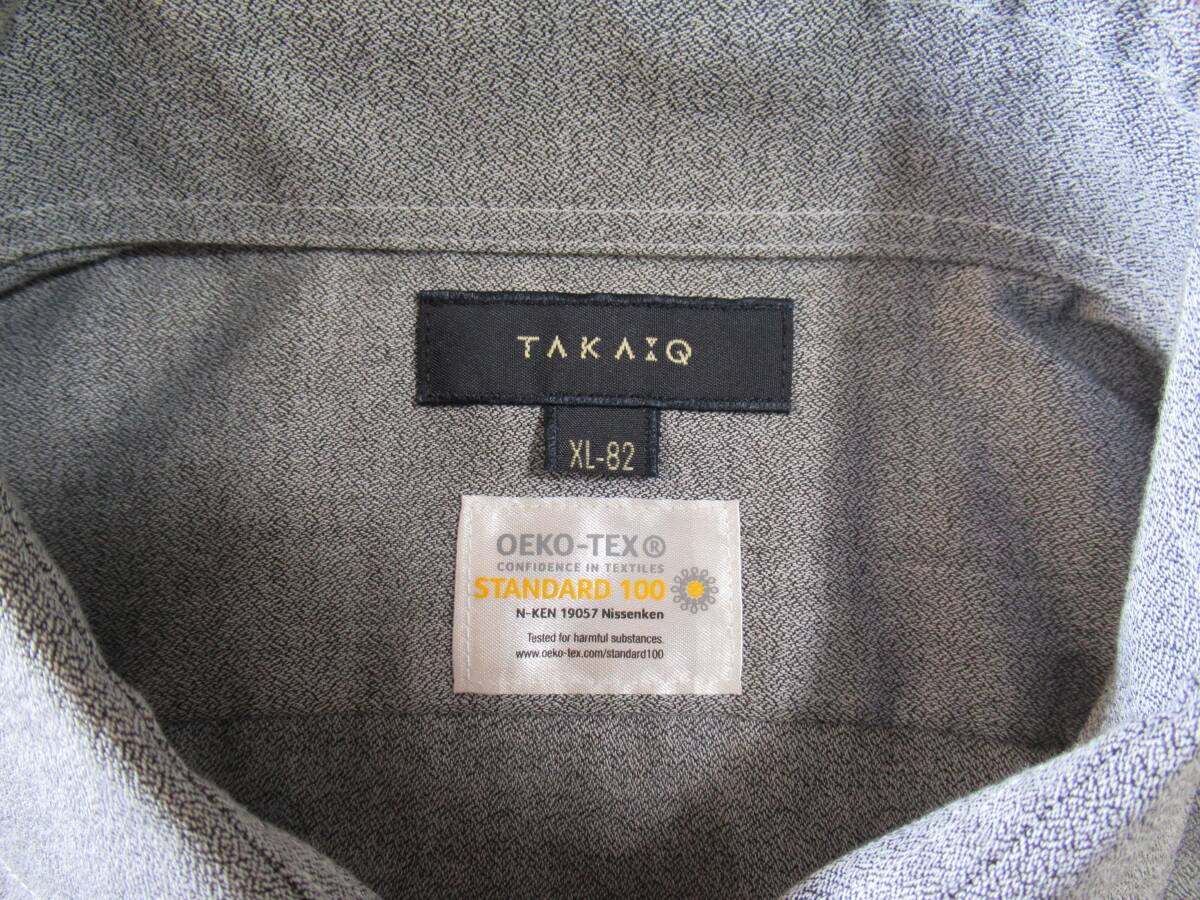 TAKA:Q
XL-82
OEKO-TEX®
CONFIDENCE IN TEXTILES
STANDARD 100
N-KEN 19057 Nissenken
Tested for harmful substances.
www.oeko-tex.com/standard100